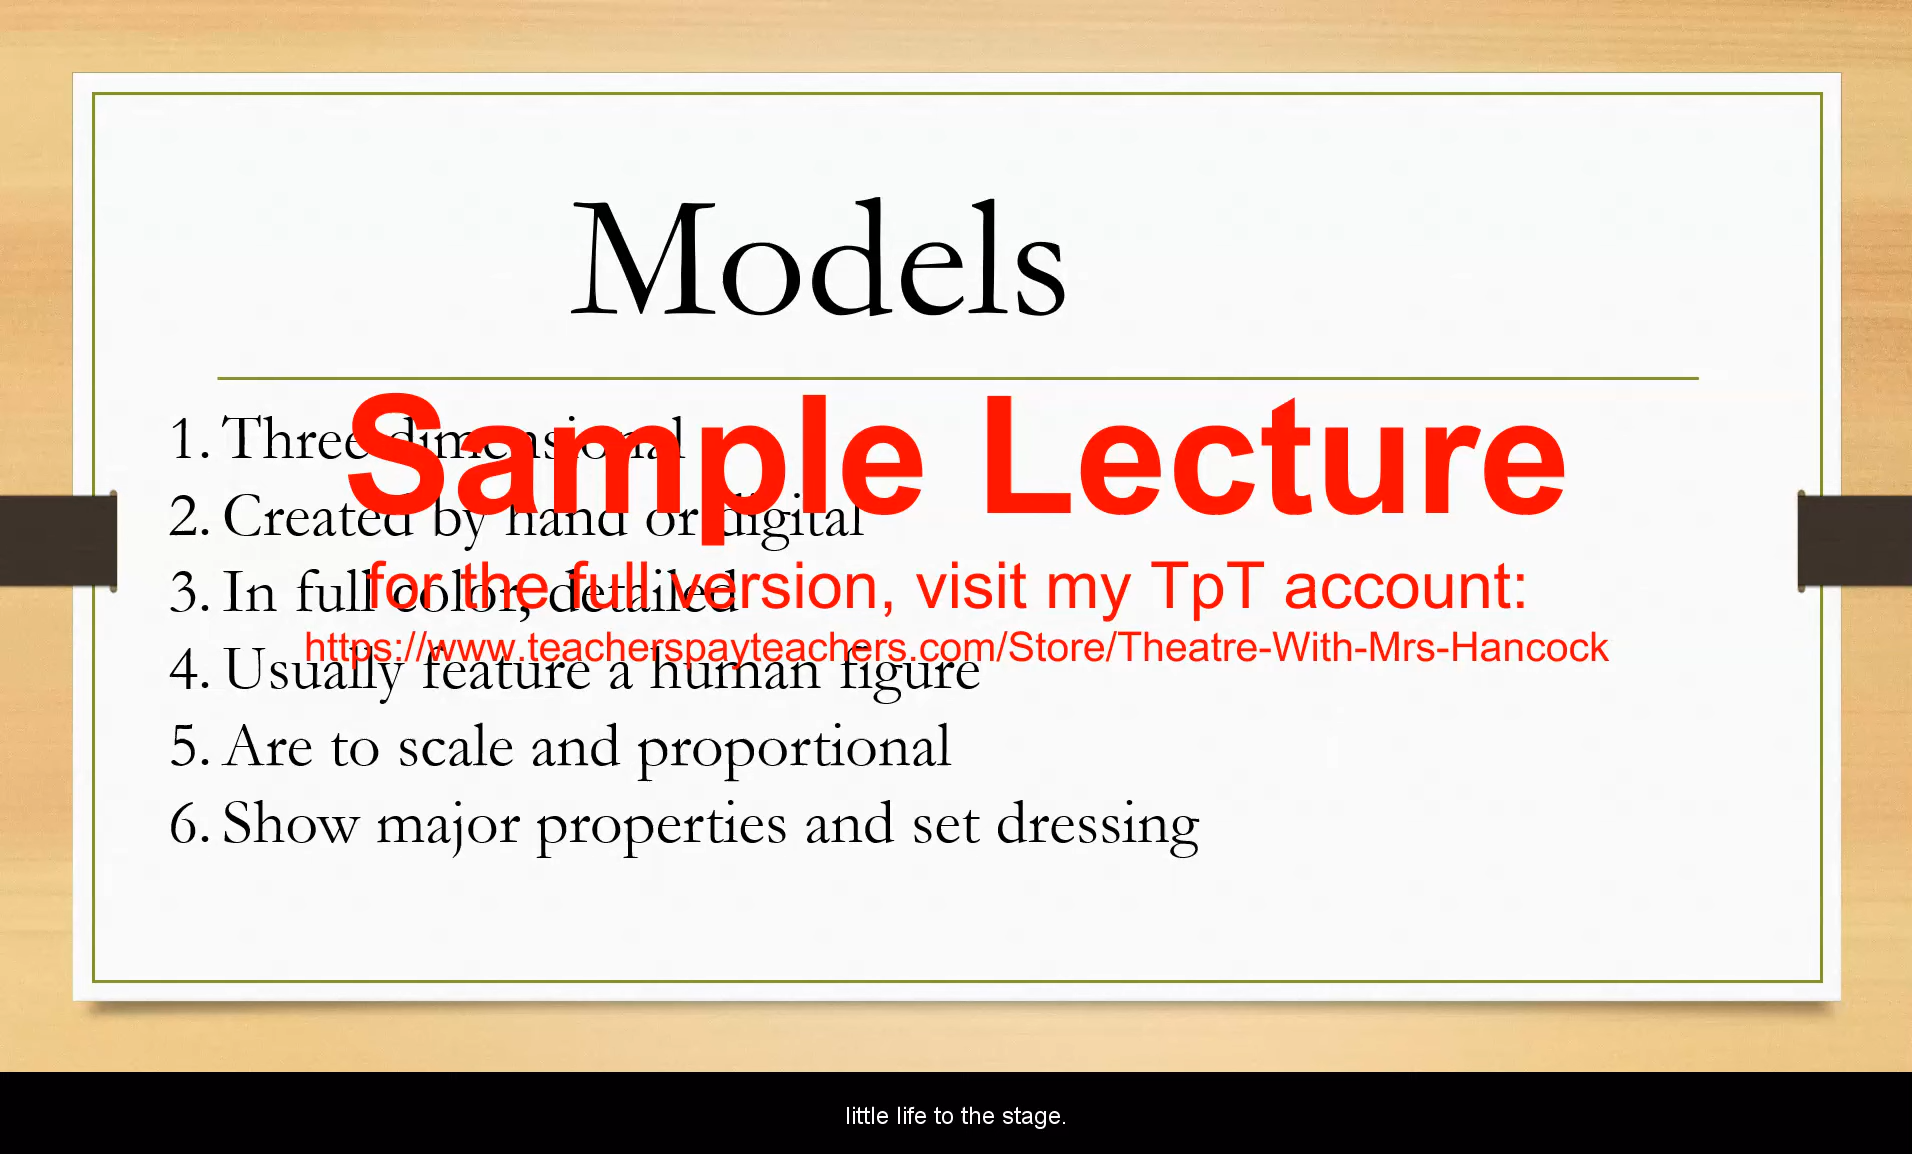 Models
1. Three dimensional
Sample Lecture
2. Created by hand or digital
for the full version, visit my TpT account:
3. In full color, detailed
https://www.teacherspayteachers.com/Store/Theatre-With-Mrs-Hancock
4. Usually feature a human figure
5. Are to scale and proportional
6. Show major properties and set dressing
little life to the stage.